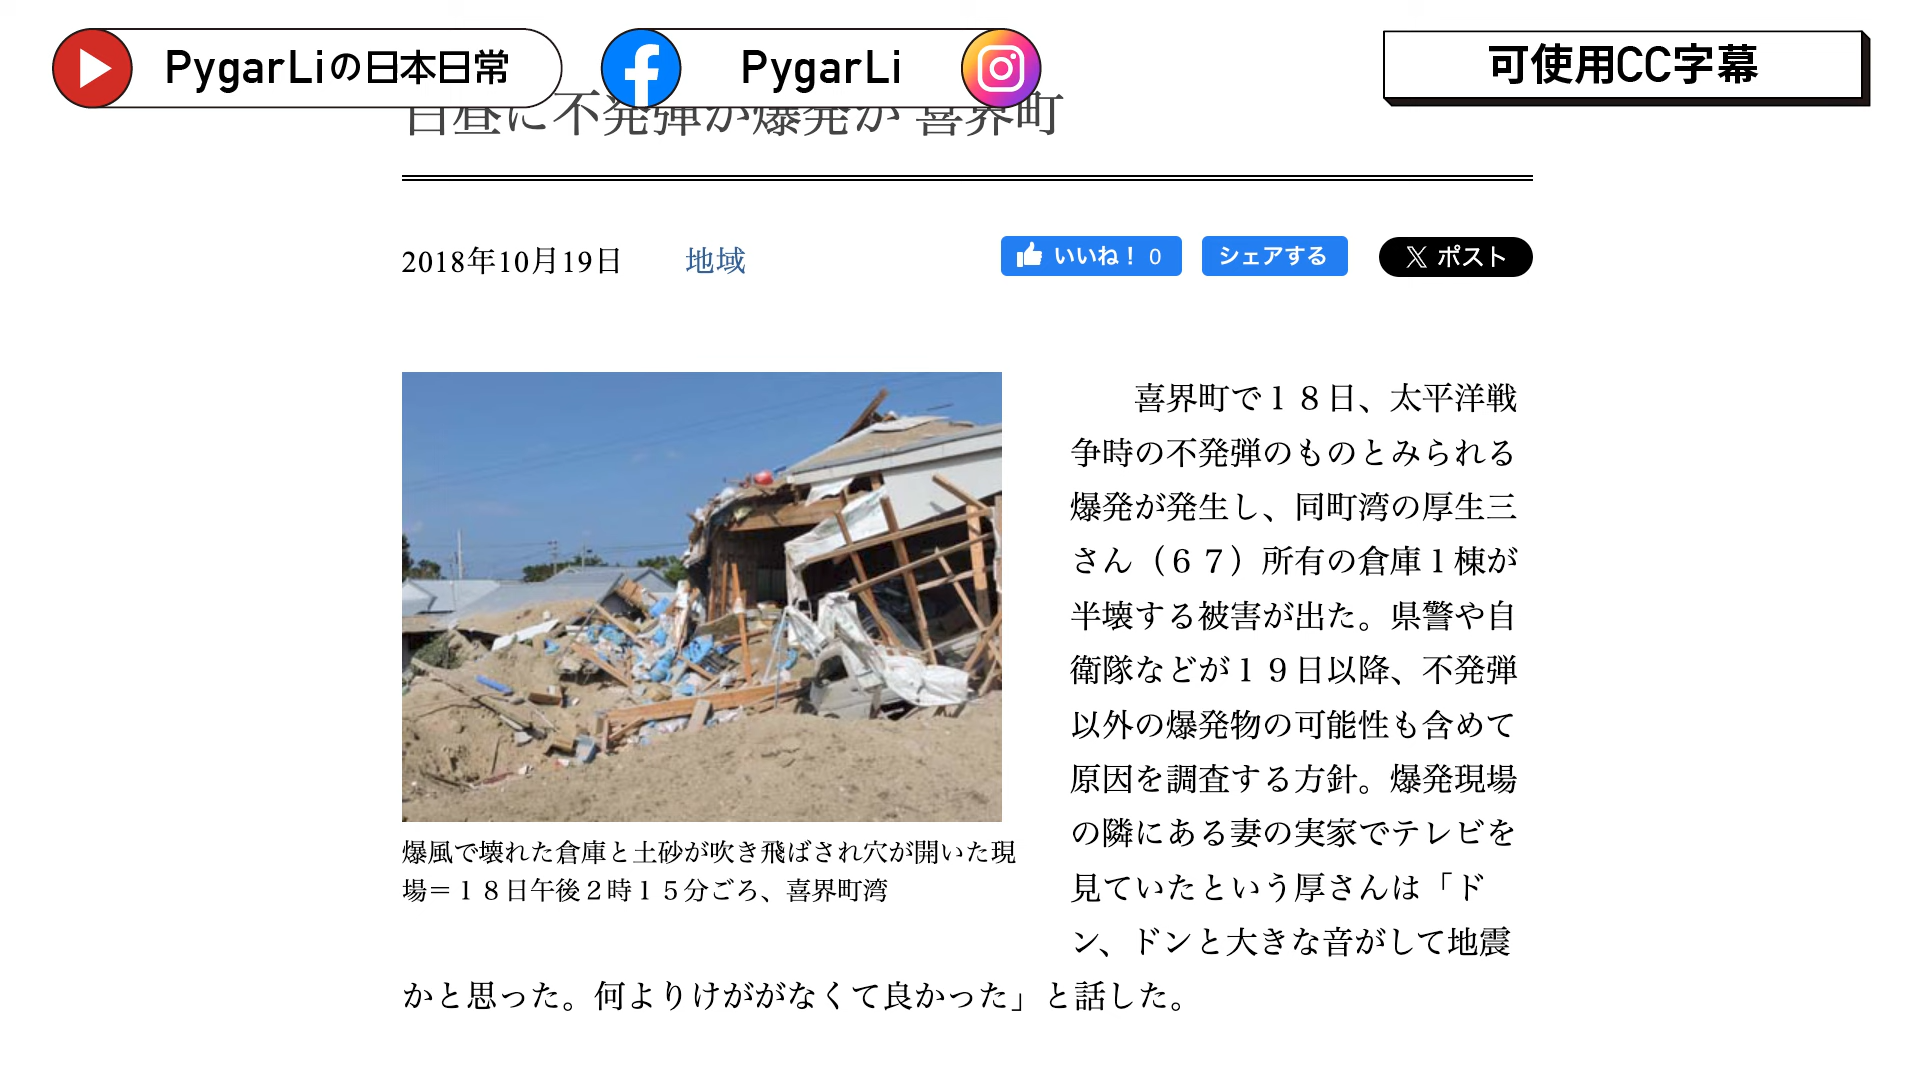 PygarLiの日本日常
PygarLi
可使用CC字幕
白昼に不発弾が爆発か 喜界町
2018年10月19日
地域
いいね！ 0
シェアする
ポスト
喜界町で１８日、太平洋戦
争時の不発弾のものとみられる
爆発が発生し、同町湾の厚生三
さん（６７）所有の倉庫１棟が
半壊する被害が出た。県警や自
衛隊などが１９日以降、不発弾
以外の爆発物の可能性も含めて
原因を調査する方針。爆発現場
の隣にある妻の実家でテレビを
見ていたという厚さんは「ド
ン、ドンと大きな音がして地震
かと思った。何よりけががなくて良かった」と話した。
爆風で壊れた倉庫と土砂が吹き飛ばされ穴が開いた現
場＝１８日午後２時１５分ごろ、喜界町湾